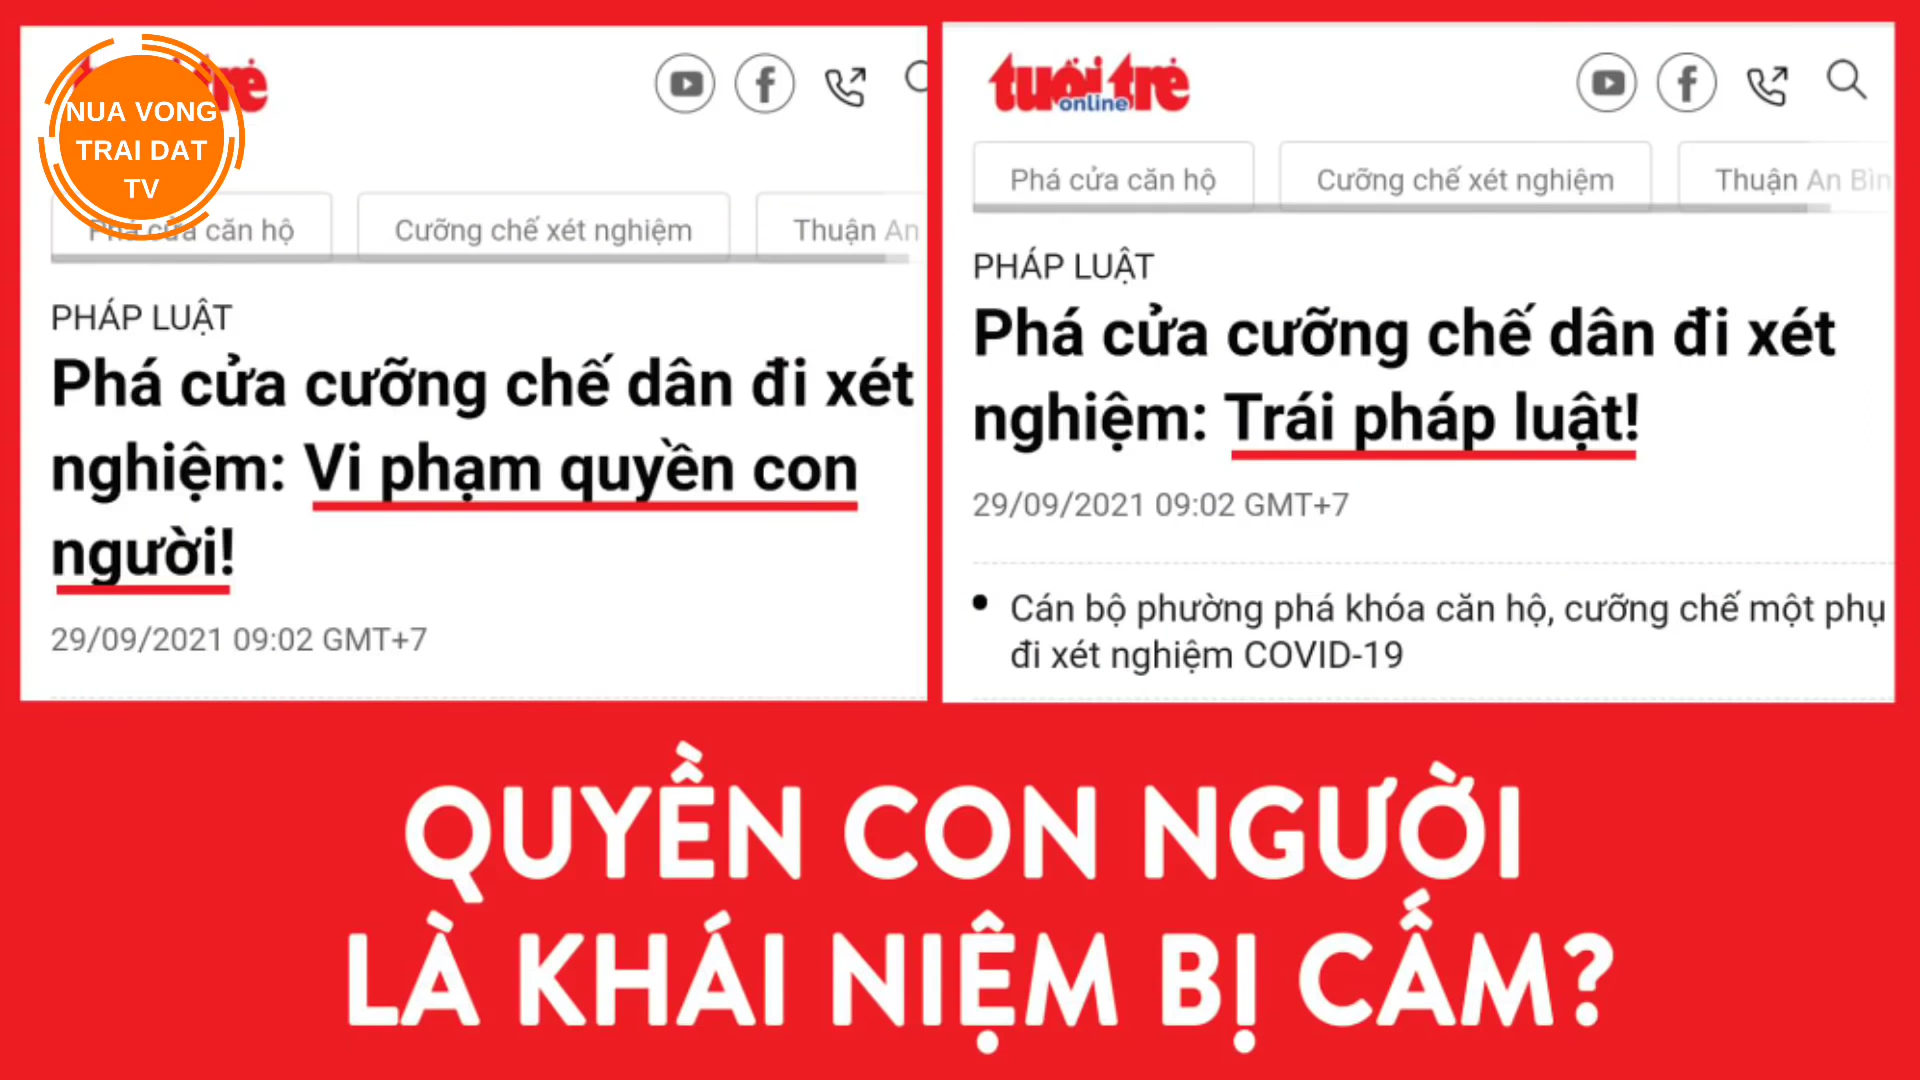 NUA VONG
TRAI DAT
TV
Phá cửa căn hộ
Cưỡng chế xét nghiệm
Thuận An
PHÁP LUẬT
Phá cửa cưỡng chế dân đi xét
nghiệm: Vi phạm quyền con
người!
29/09/2021 09:02 GMT+7
tuổi trẻ
online
Phá cửa căn hộ
Cưỡng chế xét nghiệm
Thuận An Bìn
PHÁP LUẬT
Phá cửa cưỡng chế dân đi xét
nghiệm: Trái pháp luật!
29/09/2021 09:02 GMT+7
Cán bộ phường phá khóa căn hộ, cưỡng chế một phụ
đi xét nghiệm COVID-19
QUYỀN CON NGƯỜI
LÀ KHÁI NIỆM BỊ CẤM?